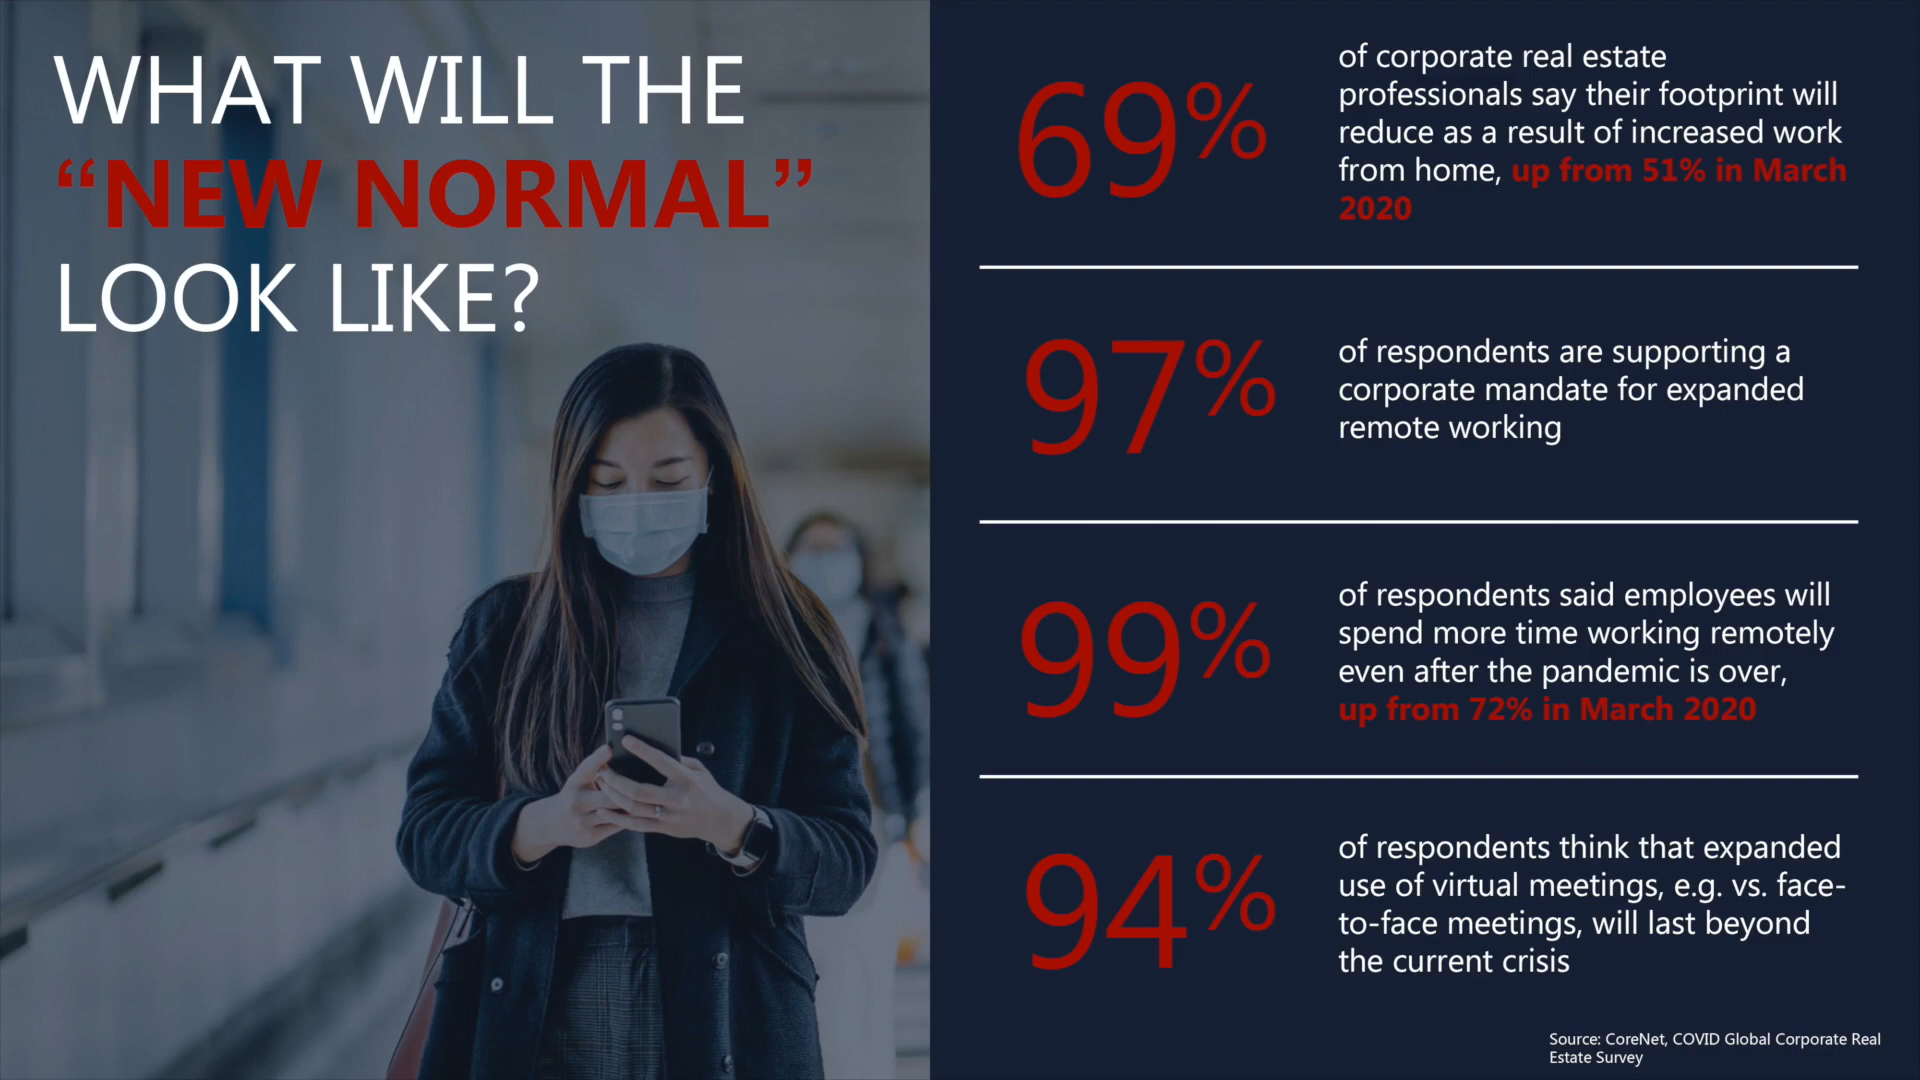 WHAT WILL THE
“NEW NORMAL”
LOOK LIKE?
69%
of corporate real estate
professionals say their footprint will
reduce as a result of increased work
from home, up from 51% in March
2020
97%
of respondents are supporting a
corporate mandate for expanded
remote working
99%
of respondents said employees will
spend more time working remotely
even after the pandemic is over,
up from 72% in March 2020
94%
of respondents think that expanded
use of virtual meetings, e.g. vs. face-
to-face meetings, will last beyond
the current crisis
Source: CoreNet, COVID Global Corporate Real
Estate Survey